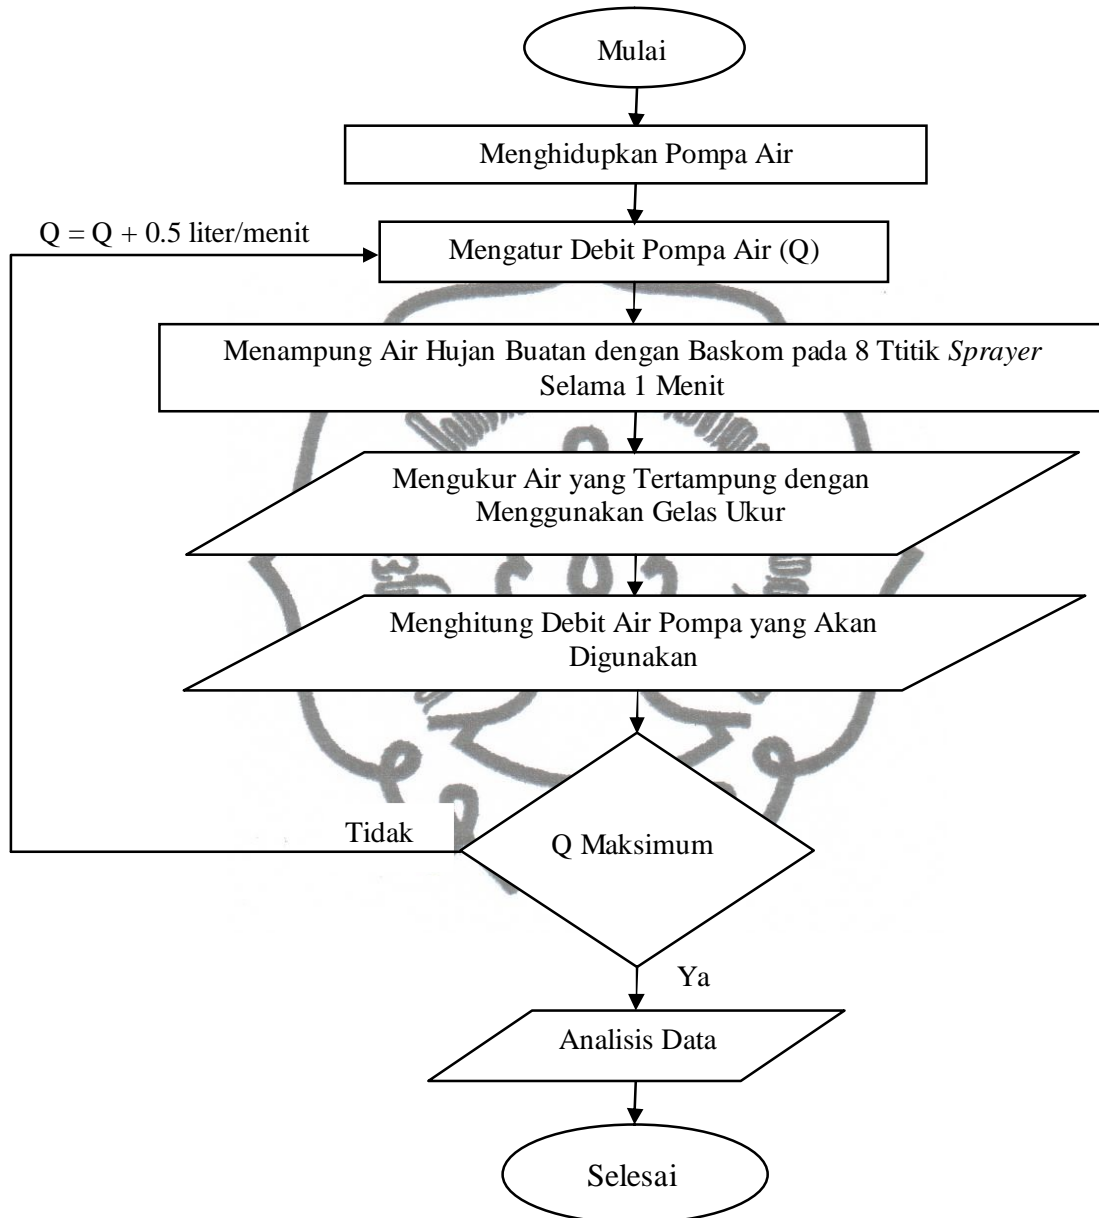 Mulai
Menghidupkan Pompa Air
Q = Q + 0.5 liter/menit
Mengatur Debit Pompa Air (Q)
Menampung Air Hujan Buatan dengan Baskom pada 8 Ttitik Sprayer
Selama 1 Menit
Mengukur Air yang Tertampung dengan
Menggunakan Gelas Ukur
Menghitung Debit Air Pompa yang Akan
Digunakan
Tidak
Q Maksimum
Ya
Analisis Data
Selesai